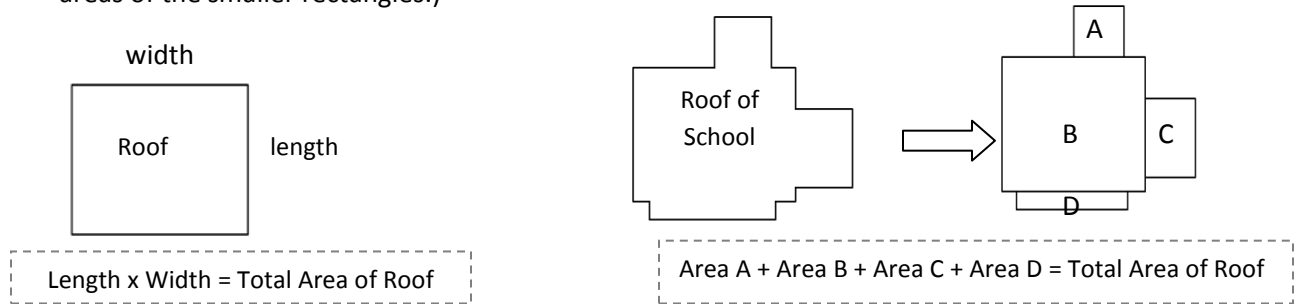 areas of the smaller rectangles.)
width
Roof
length
Length x Width = Total Area of Roof
Roof of
School
A
B
C
D
Area A + Area B + Area C + Area D = Total Area of Roof